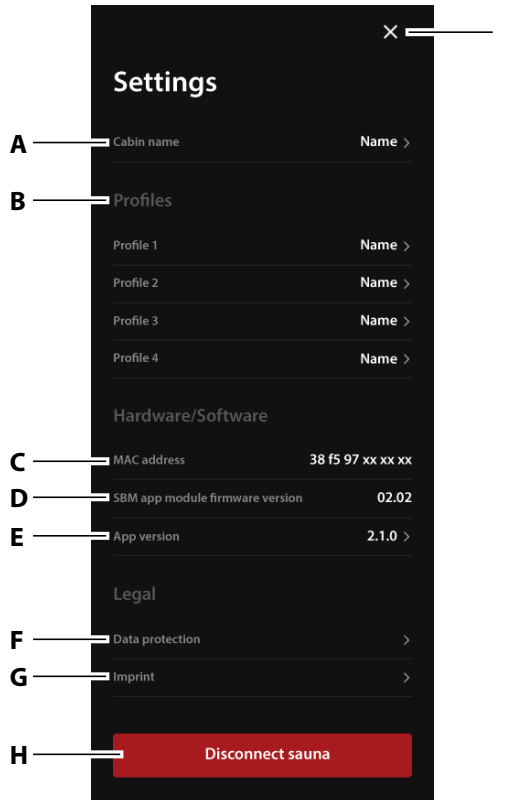 Settings
A Cabin name Name
B Profiles
Profile 1 Name
Profile 2 Name
Profile 3 Name
Profile 4 Name
Hardware/Software
C MAC address 38 f5 97 xx xx xx
D SBM app module firmware version 02.02
E App version 2.1.0
Legal
F Data protection
G Imprint
H Disconnect sauna